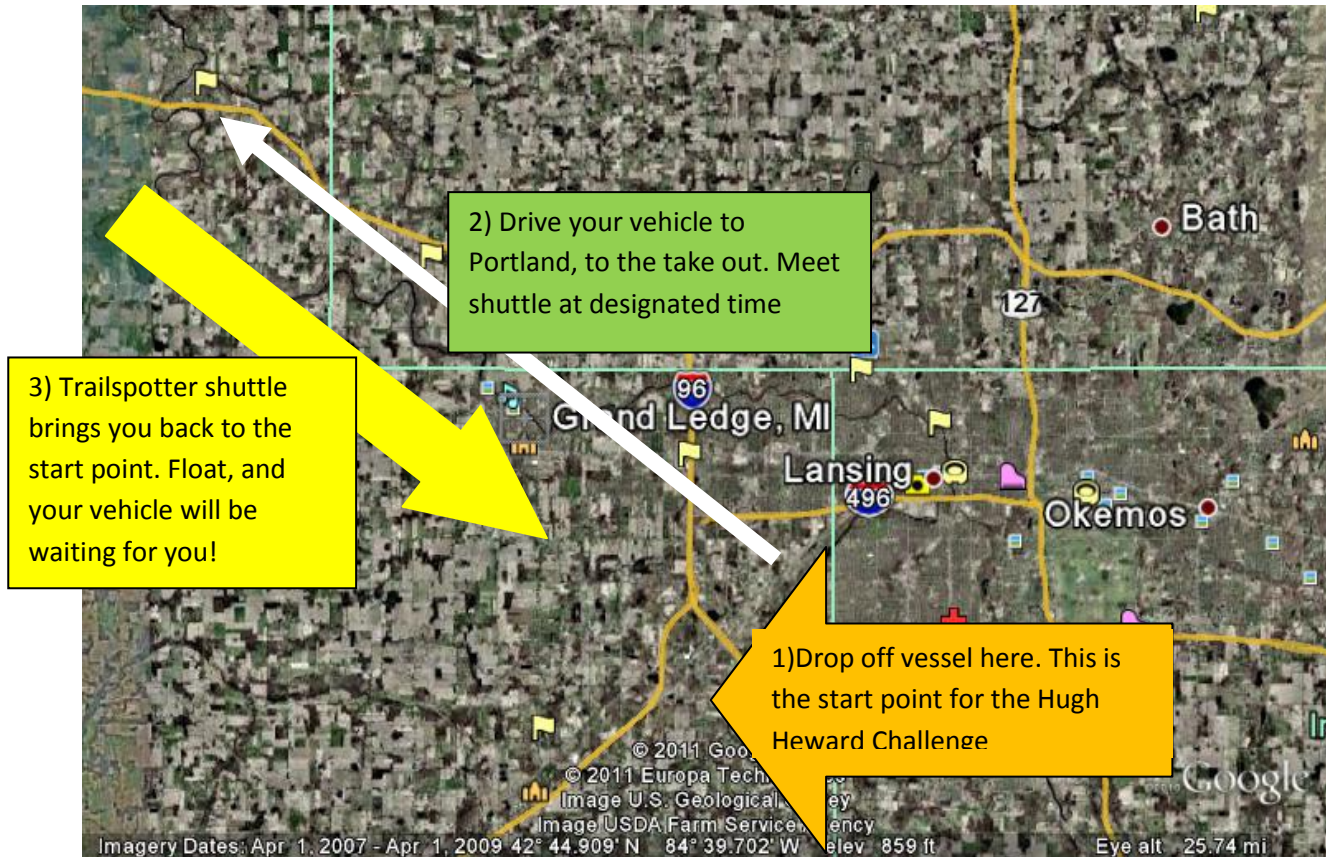 Bath
2) Drive your vehicle to
Portland, to the take out. Meet
shuttle at designated time
127
3) Trailspotter shuttle
brings you back to the
start point. Float, and
your vehicle will be
waiting for you!
96
Grand Ledge, MI
Lansing
496
Okemos
1)Drop off vessel here. This is
the start point for the Hugh
Heward Challenge
© 2011
© 2011 Europa
Image U.S. Geological
Image USDA Farm Service
Google
Imagery Dates: Apr 1, 2007 - Apr 1, 2009 42° 44.909' N 84° 39.702' W elev 859 ft Eye alt 25.74 mi